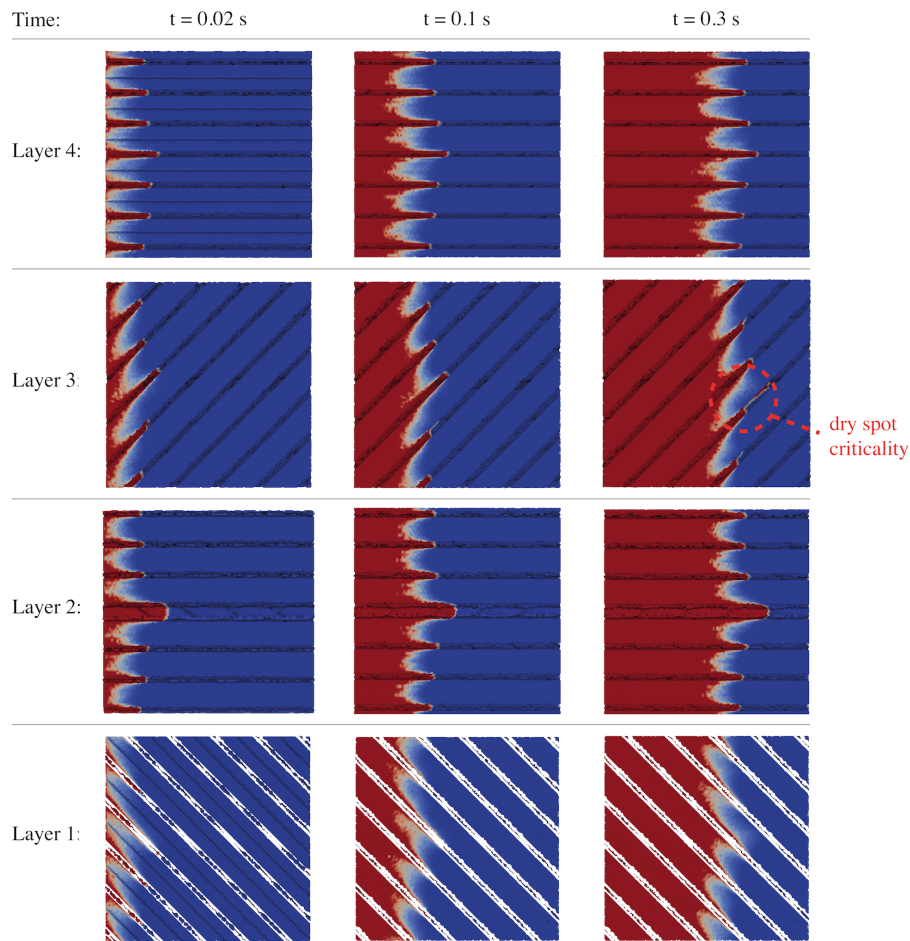 Time: t = 0.02 s t = 0.1 s t = 0.3 s
Layer 4:
Layer 3:
dry spot
criticality
Layer 2:
Layer 1: